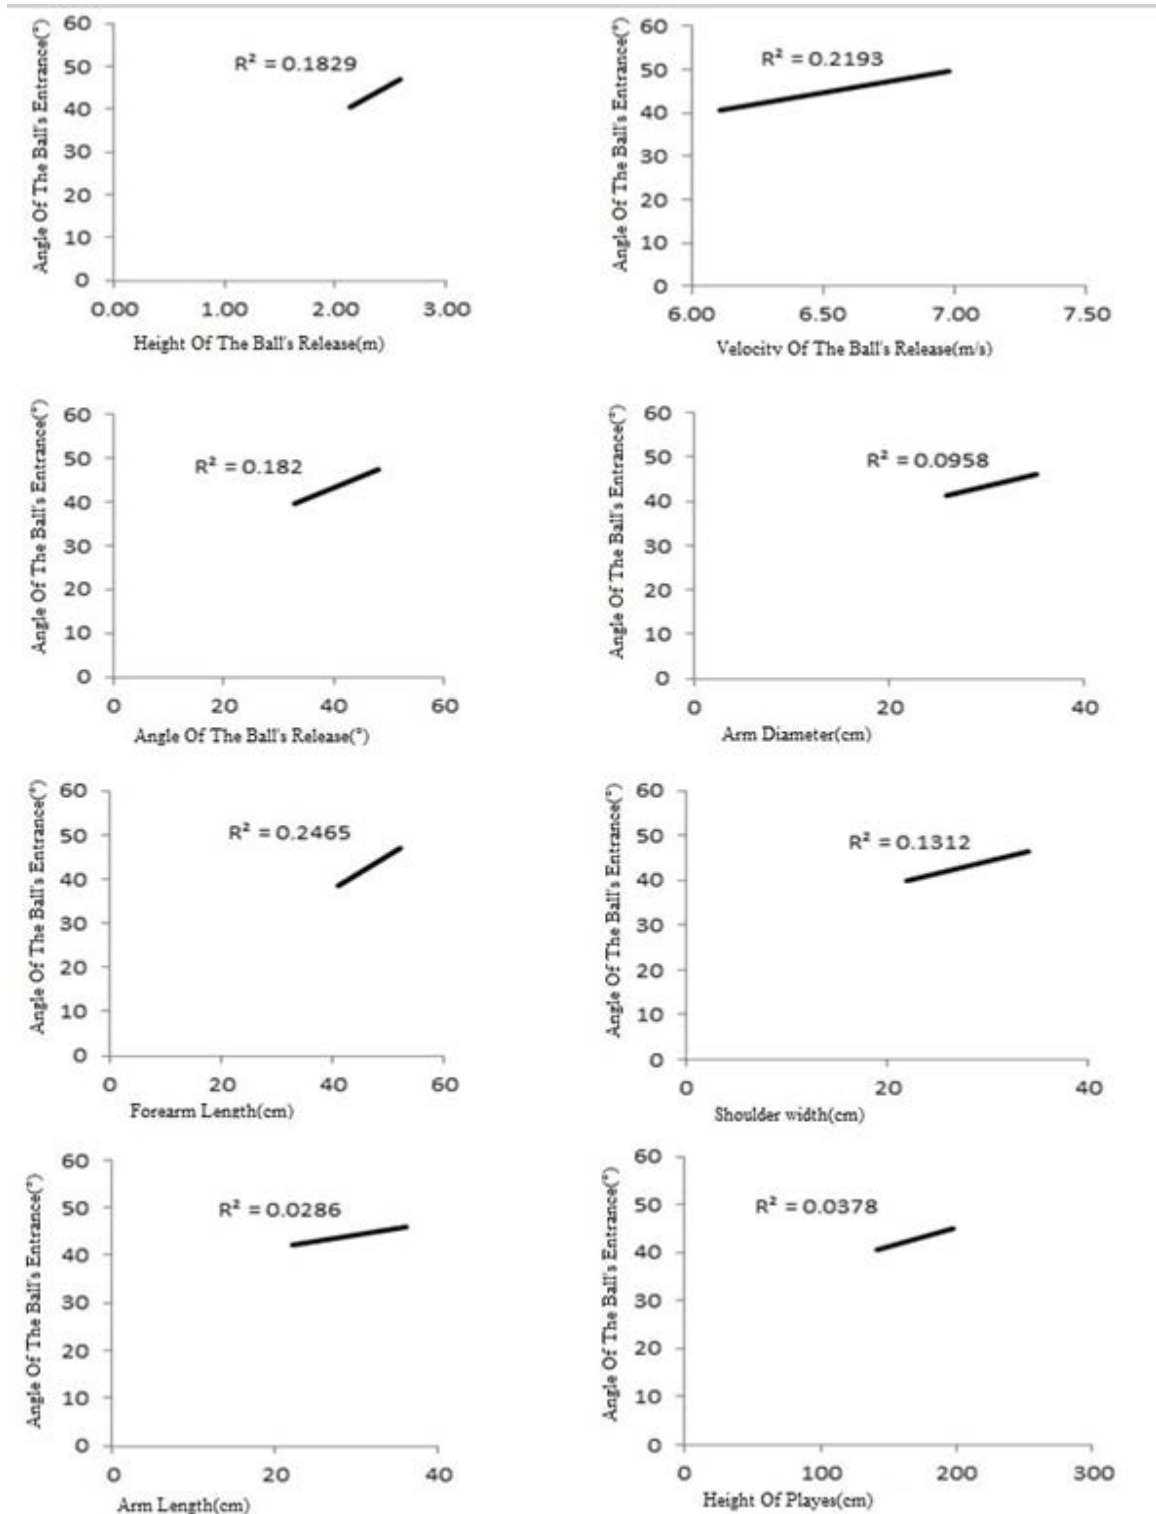 Angle Of The Ball's Entrance(°)
60
50
40
30
20
10
0
R² = 0.1829
0.00 1.00 2.00 3.00
Height Of The Ball's Release(m)
Angle Of The Ball's Entrance(°)
60
50
40
30
20
10
0
R² = 0.2193
6.00 6.50 7.00 7.50
Velocity Of The Ball's Release(m/s)
Angle Of The Ball's Entrance(°)
60
50
40
30
20
10
0
R² = 0.182
0 20 40 60
Angle Of The Ball's Release(°)
Angle Of The Ball's Entrance(°)
60
50
40
30
20
10
0
R² = 0.0958
0 20 40
Arm Diameter(cm)
Angle Of The Ball's Entrance(°)
60
50
40
30
20
10
0
R² = 0.2465
0 20 40 60
Forearm Length(cm)
Angle Of The Ball's Entrance(°)
60
50
40
30
20
10
0
R² = 0.1312
0 20 40
Shoulder width(cm)
Angle Of The Ball's Entrance(°)
60
50
40
30
20
10
0
R² = 0.0286
0 20 40
Arm Length(cm)
Angle Of The Ball's Entrance(°)
60
50
40
30
20
10
0
R² = 0.0378
0 100 200 300
Height Of Playes(cm)